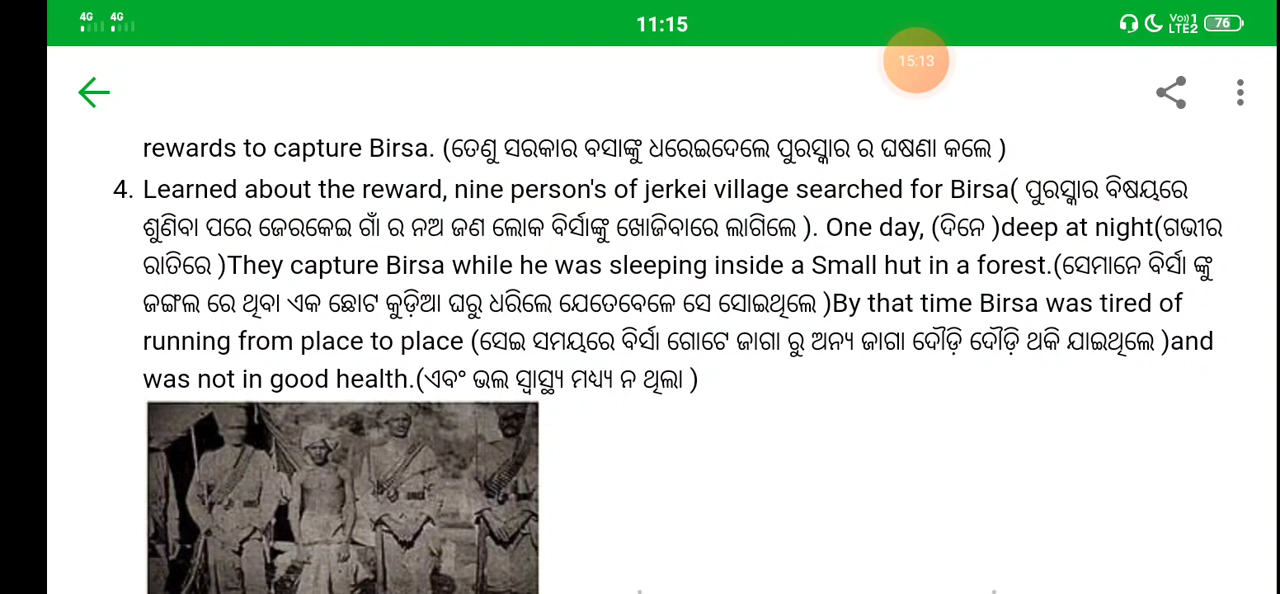 4G 4G 11:15 Vo)) 1 LTE2 76
15:13
rewards to capture Birsa. (ତେଣୁ ସରକାର ବସାଙ୍କୁ ଧରେଇଦେଲେ ପୁରସ୍କାର ର ଘଷଣା କଲେ )
4. Learned about the reward, nine person's of jerkei village searched for Birsa( ପୁରସ୍କାର ବିଷୟରେ
ଶୁଣିବା ପରେ ଜେରକେଇ ଗାଁ ର ନଅ ଜଣ ଲୋକ ବିର୍ସାଙ୍କୁ ଖୋଜିବାରେ ଲାଗିଲେ ). One day, (ଦିନେ )deep at night(ଗଭୀର
ରାତିରେ )They capture Birsa while he was sleeping inside a Small hut in a forest.(ସେମାନେ ବିର୍ସା ଙ୍କୁ
ଜଙ୍ଗଲ ରେ ଥିବା ଏକ ଛୋଟ କୁଡ଼ିଆ ଘରୁ ଧରିଲେ ଯେତେବେଳେ ସେ ସୋଇଥିଲେ )By that time Birsa was tired of
running from place to place (ସେଇ ସମୟରେ ବିର୍ସା ଗୋଟେ ଜାଗା ରୁ ଅନ୍ୟ ଜାଗା ଦୌଡ଼ି ଦୌଡ଼ି ଥକି ଯାଇଥିଲେ )and
was not in good health.(ଏବଂ ଭଲ ସ୍ୱାସ୍ଥ୍ୟ ମଧ୍ୟ ନ ଥିଲା )